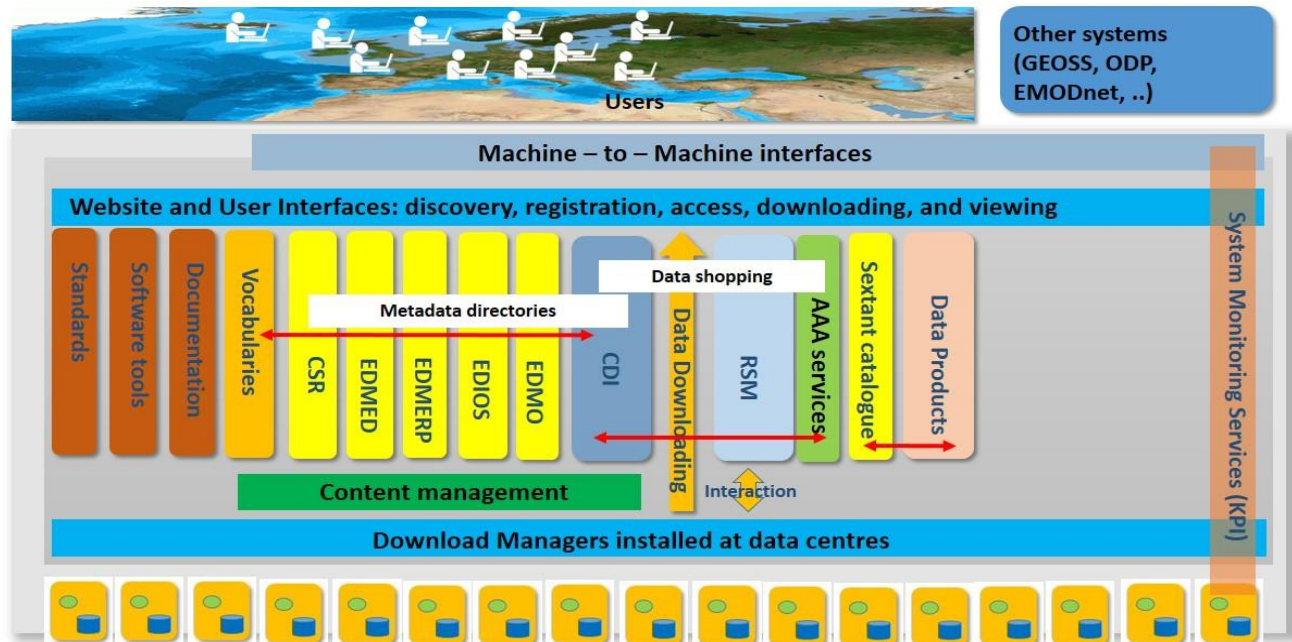 Users
Other systems
(GEOSS, ODP,
EMODnet, ..)
Machine – to – Machine interfaces
Website and User Interfaces: discovery, registration, access, downloading, and viewing
Standards
Software tools
Documentation
Vocabularies
CSR
EDMED
EDMERP
EDIOS
EDMO
Metadata directories
CDI
Data shopping
Data Downloading
RSM
AAA services
Sextant catalogue
Data Products
System Monitoring Services (KPI)
Content management
Interaction
Download Managers installed at data centres